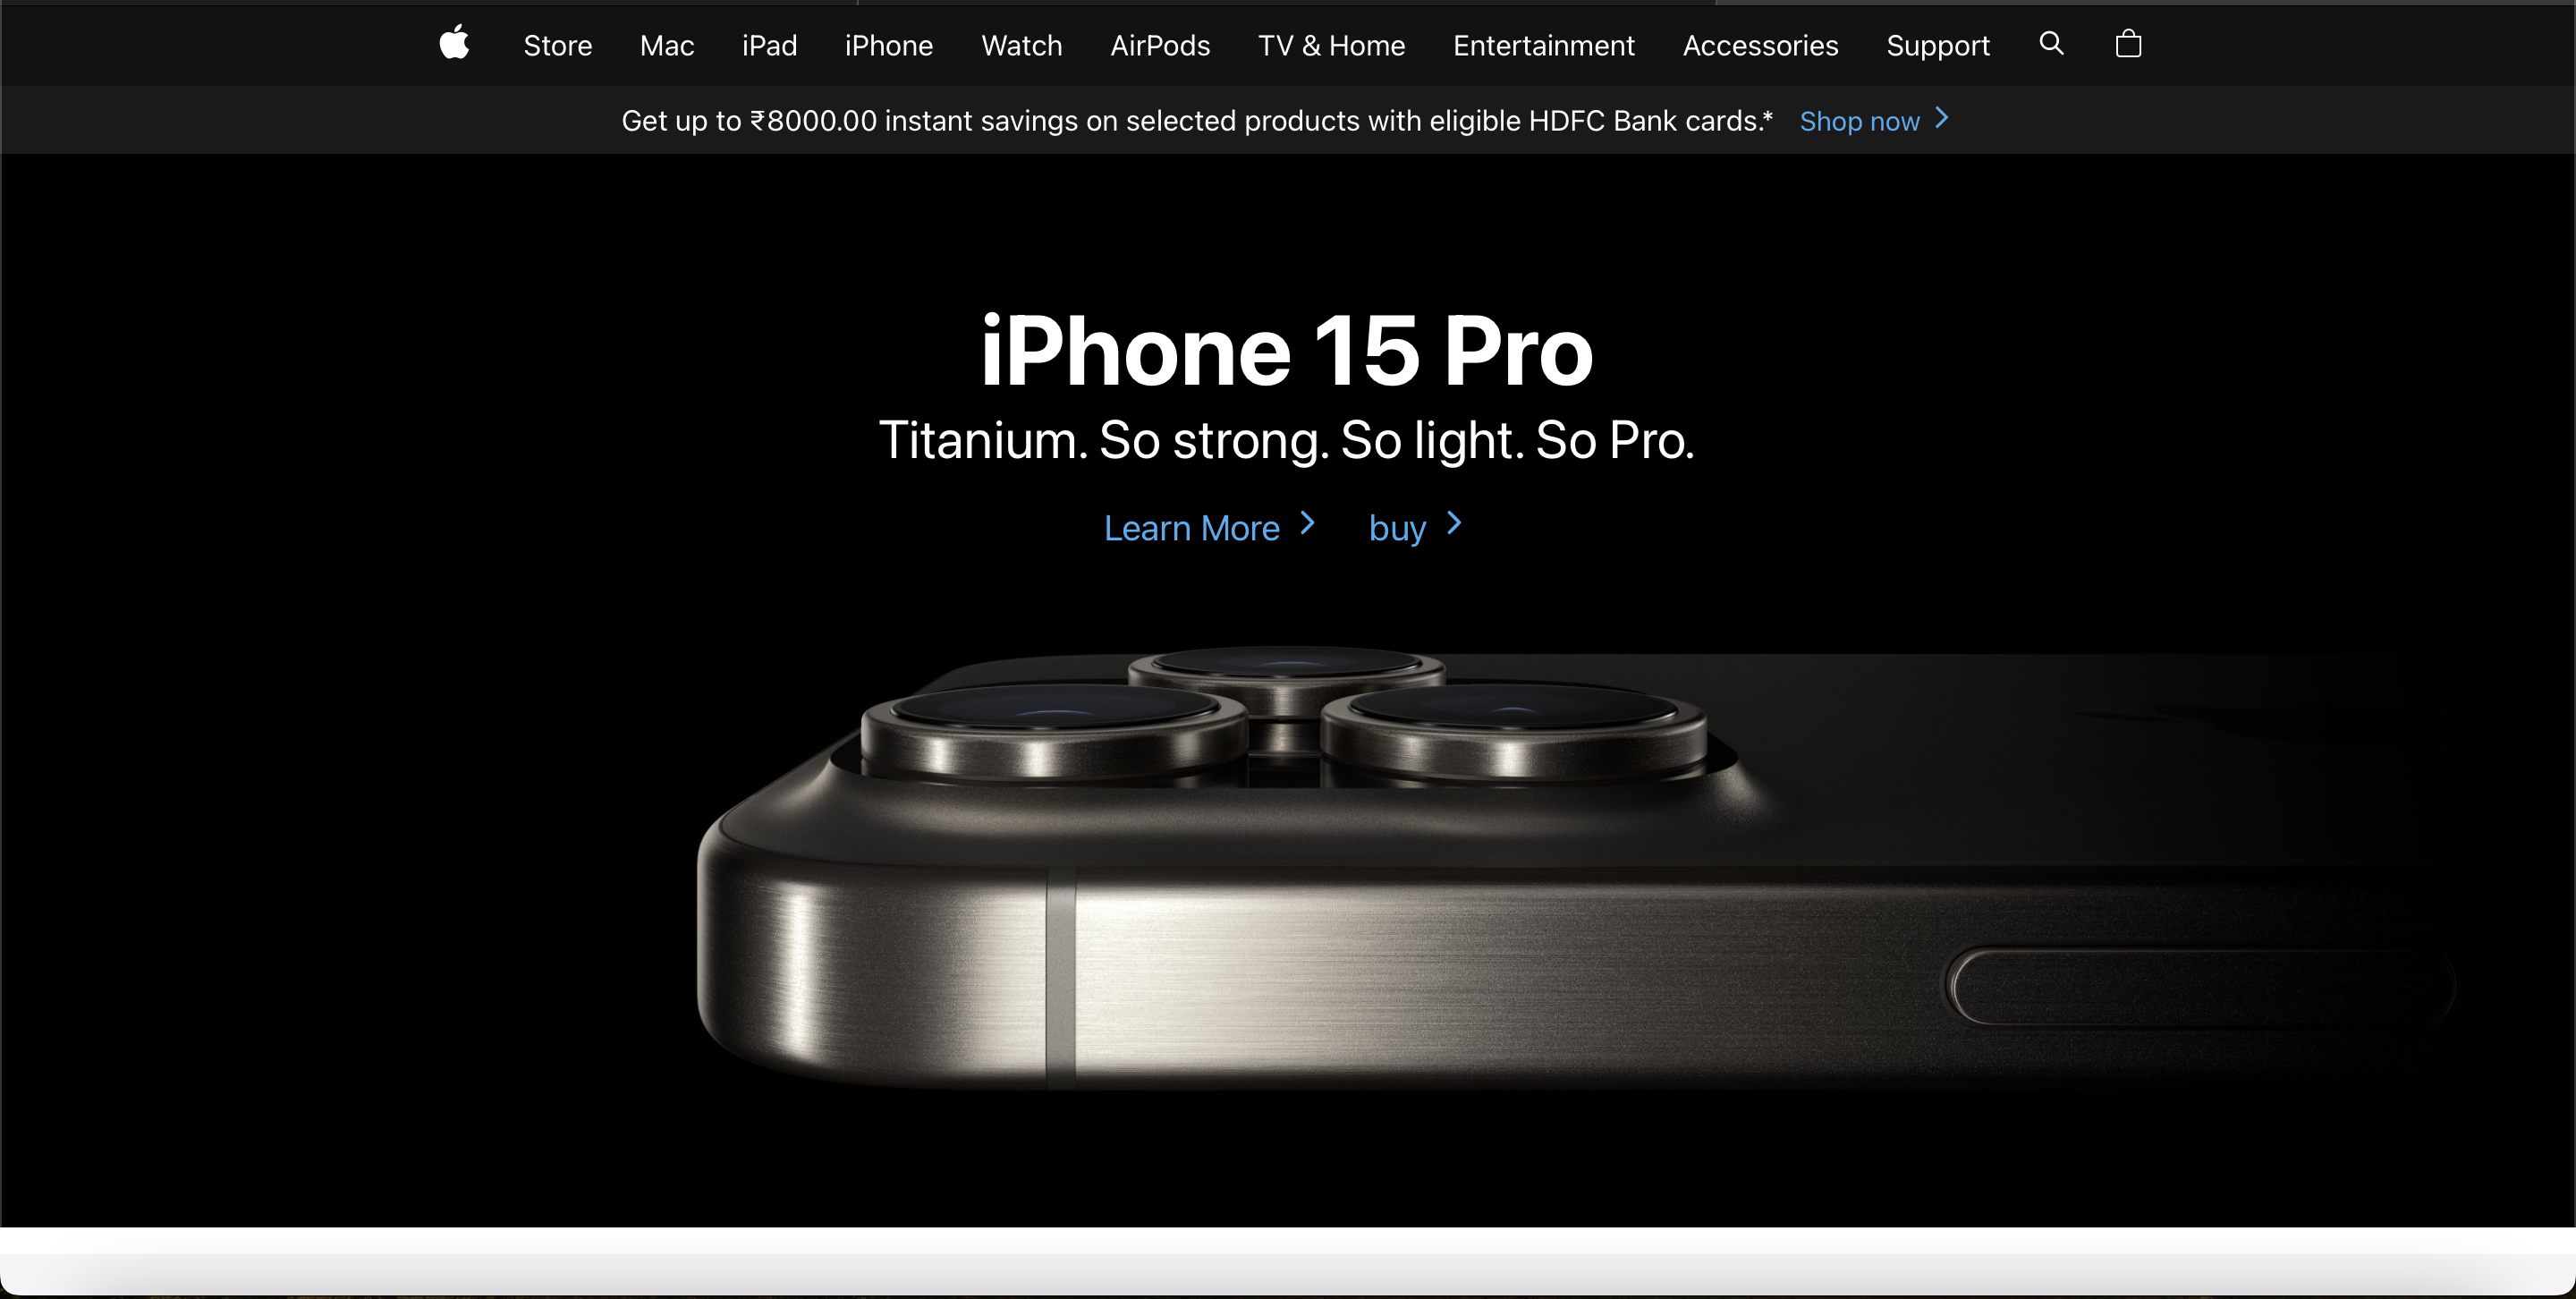 Store Mac iPad iPhone Watch AirPods TV & Home Entertainment Accessories Support
Get up to ₹8000.00 instant savings on selected products with eligible HDFC Bank cards.* Shop now
iPhone 15 Pro
Titanium. So strong. So light. So Pro.
Learn More buy